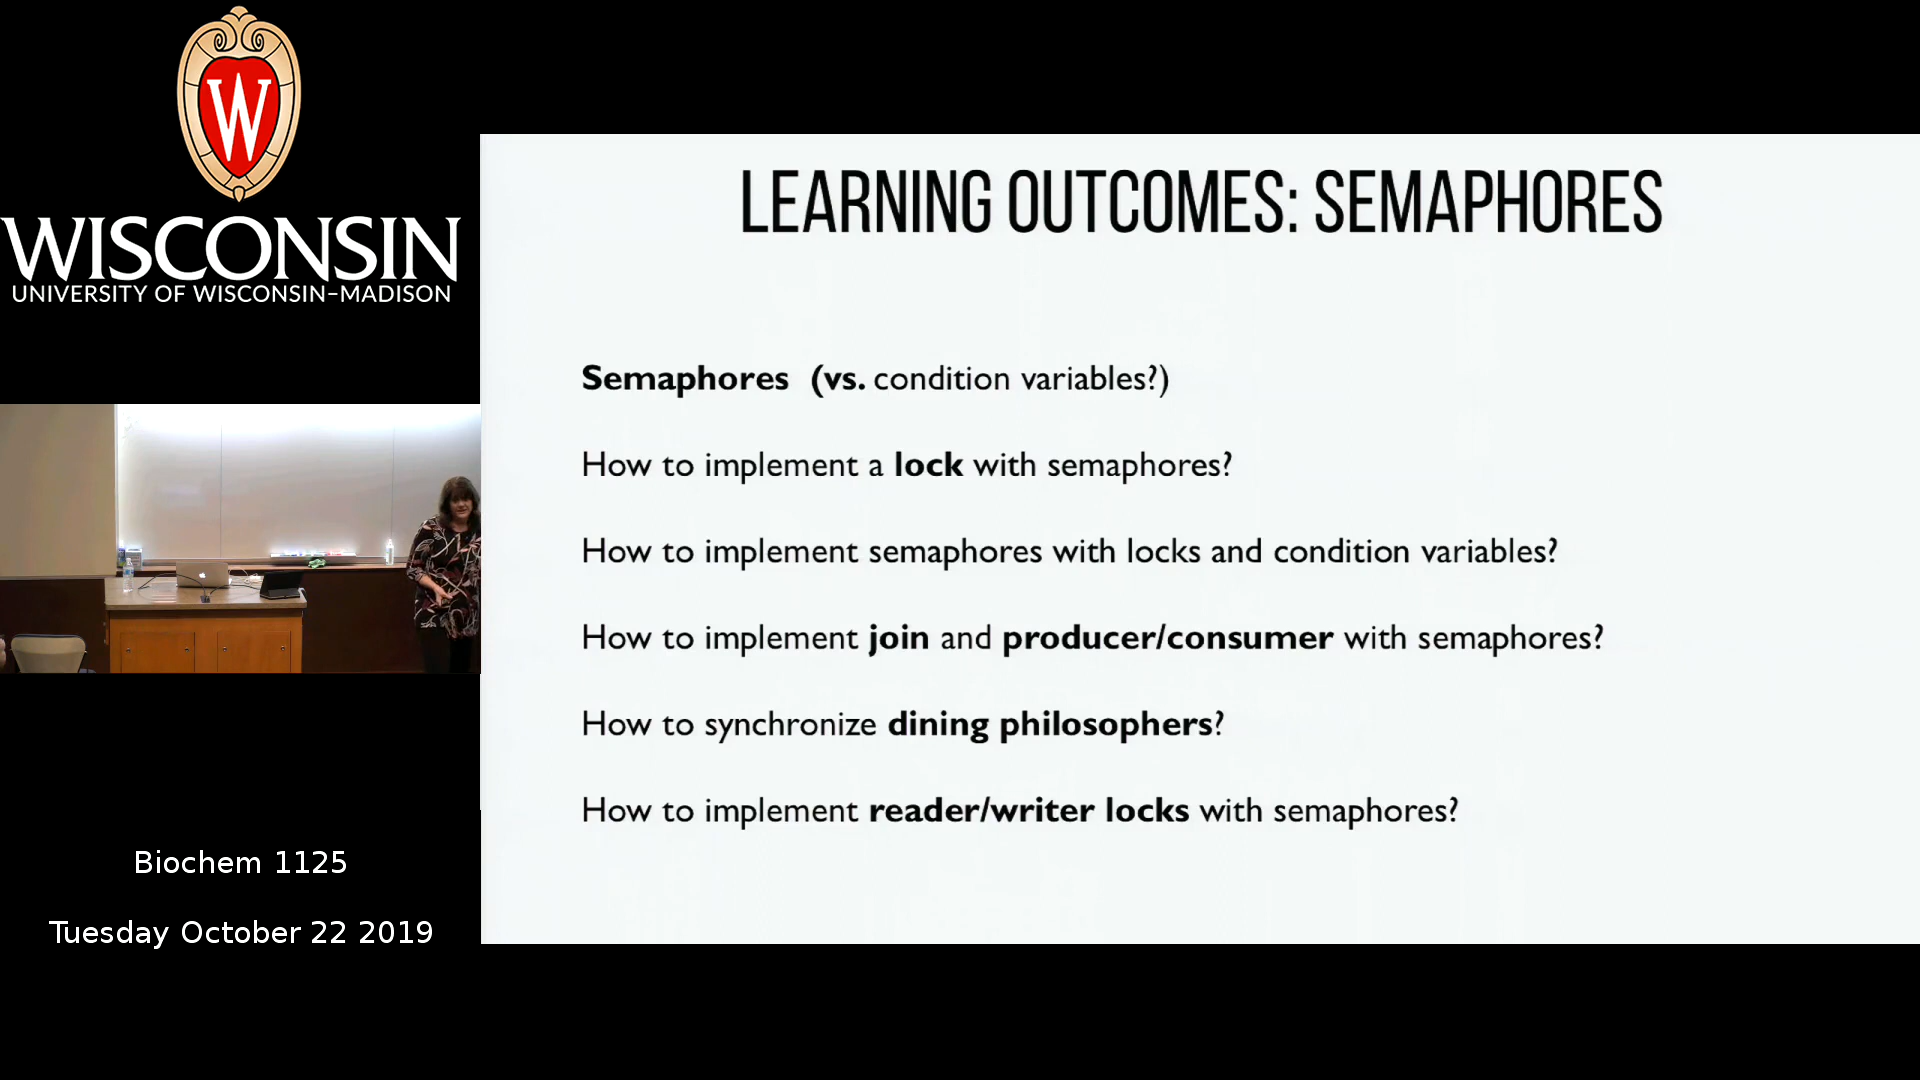 W
WISCONSIN
UNIVERSITY OF WISCONSIN–MADISON
LEARNING OUTCOMES: SEMAPHORES
Semaphores (vs. condition variables?)
How to implement a lock with semaphores?
How to implement semaphores with locks and condition variables?
How to implement join and producer/consumer with semaphores?
How to synchronize dining philosophers?
How to implement reader/writer locks with semaphores?
Biochem 1125
Tuesday October 22 2019